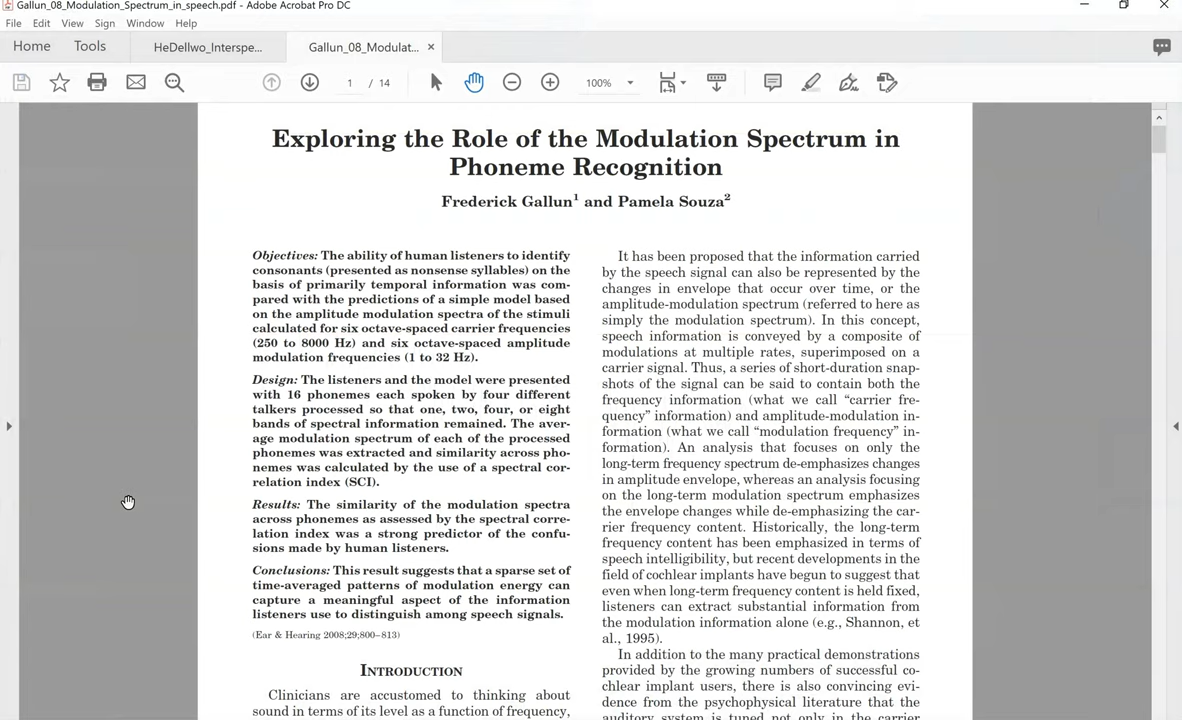 Gallun_08_Modulation_Spectrum_in_speech.pdf - Adobe Acrobat Pro DC
File Edit View Sign Window Help
Home Tools HeDellwo_Interspe... Gallun_08_Modulat... ×
1 / 14 100%
Exploring the Role of the Modulation Spectrum in
Phoneme Recognition
Frederick Gallun1 and Pamela Souza2
Objectives: The ability of human listeners to identify
consonants (presented as nonsense syllables) on the
basis of primarily temporal information was com-
pared with the predictions of a simple model based
on the amplitude modulation spectra of the stimuli
calculated for six octave-spaced carrier frequencies
(250 to 8000 Hz) and six octave-spaced amplitude
modulation frequencies (1 to 32 Hz).
Design: The listeners and the model were presented
with 16 phonemes each spoken by four different
talkers processed so that one, two, four, or eight
bands of spectral information remained. The aver-
age modulation spectrum of each of the processed
phonemes was extracted and similarity across pho-
nemes was calculated by the use of a spectral cor-
relation index (SCI).
Results: The similarity of the modulation spectra
across phonemes as assessed by the spectral corre-
lation index was a strong predictor of the confu-
sions made by human listeners.
Conclusions: This result suggests that a sparse set of
time-averaged patterns of modulation energy can
capture a meaningful aspect of the information
listeners use to distinguish among speech signals.
(Ear & Hearing 2008;29;800–813)
INTRODUCTION
Clinicians are accustomed to thinking about
sound in terms of its level as a function of frequency,
It has been proposed that the information carried
by the speech signal can also be represented by the
changes in envelope that occur over time, or the
amplitude-modulation spectrum (referred to here as
simply the modulation spectrum). In this concept,
speech information is conveyed by a composite of
modulations at multiple rates, superimposed on a
carrier signal. Thus, a series of short-duration snap-
shots of the signal can be said to contain both the
frequency information (what we call “carrier fre-
quency” information) and amplitude-modulation in-
formation (what we call “modulation frequency” in-
formation). An analysis that focuses on only the
long-term frequency spectrum de-emphasizes changes
in amplitude envelope, whereas an analysis focusing
on the long-term modulation spectrum emphasizes
the envelope changes while de-emphasizing the car-
rier frequency content. Historically, the long-term
frequency content has been emphasized in terms of
speech intelligibility, but recent developments in the
field of cochlear implants have begun to suggest that
even when long-term frequency content is held fixed,
listeners can extract substantial information from
the modulation information alone (e.g., Shannon, et
al., 1995).
In addition to the many practical demonstrations
provided by the growing numbers of successful co-
chlear implant users, there is also convincing evi-
dence from the psychophysical literature that the
auditory system is tuned not only in the carrier